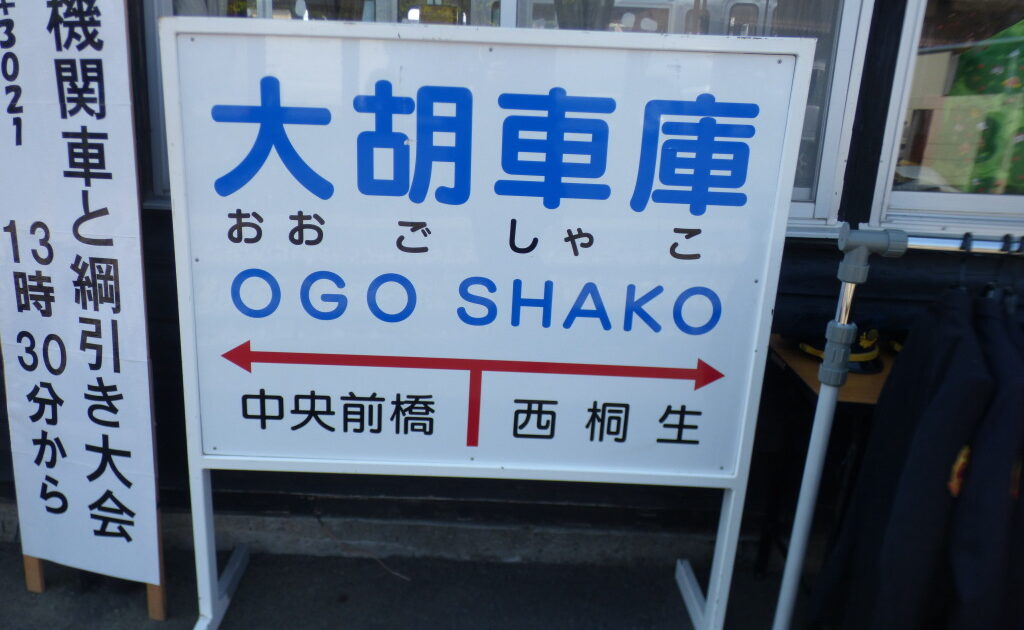 大胡車庫
おおごしゃこ
OGO SHAKO
中央前橋
西桐生
機関車と綱引き大会
13時30分から
+3021